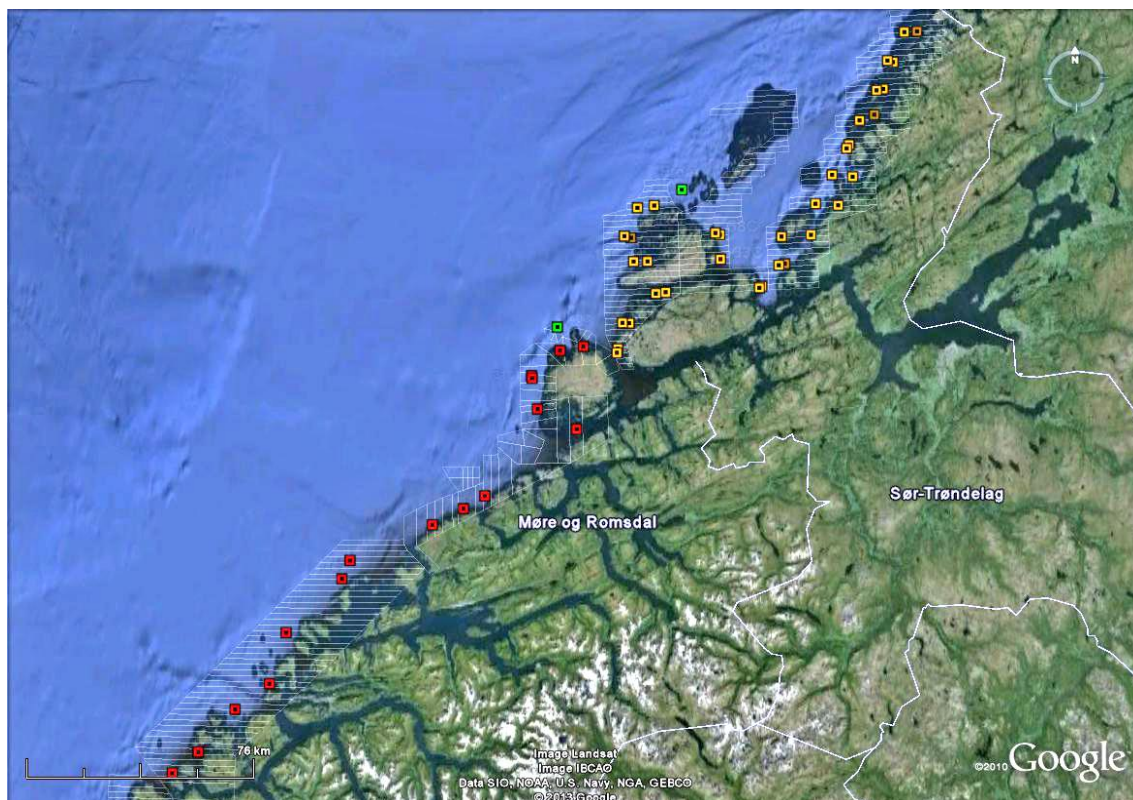 N
Sør-Trøndelag
Møre og Romsdal
76 km
Image Landsat
Image IBCAO
Data SIO, NOAA, U.S. Navy, NGA, GEBCO
© 2013 Google
©2010 Google